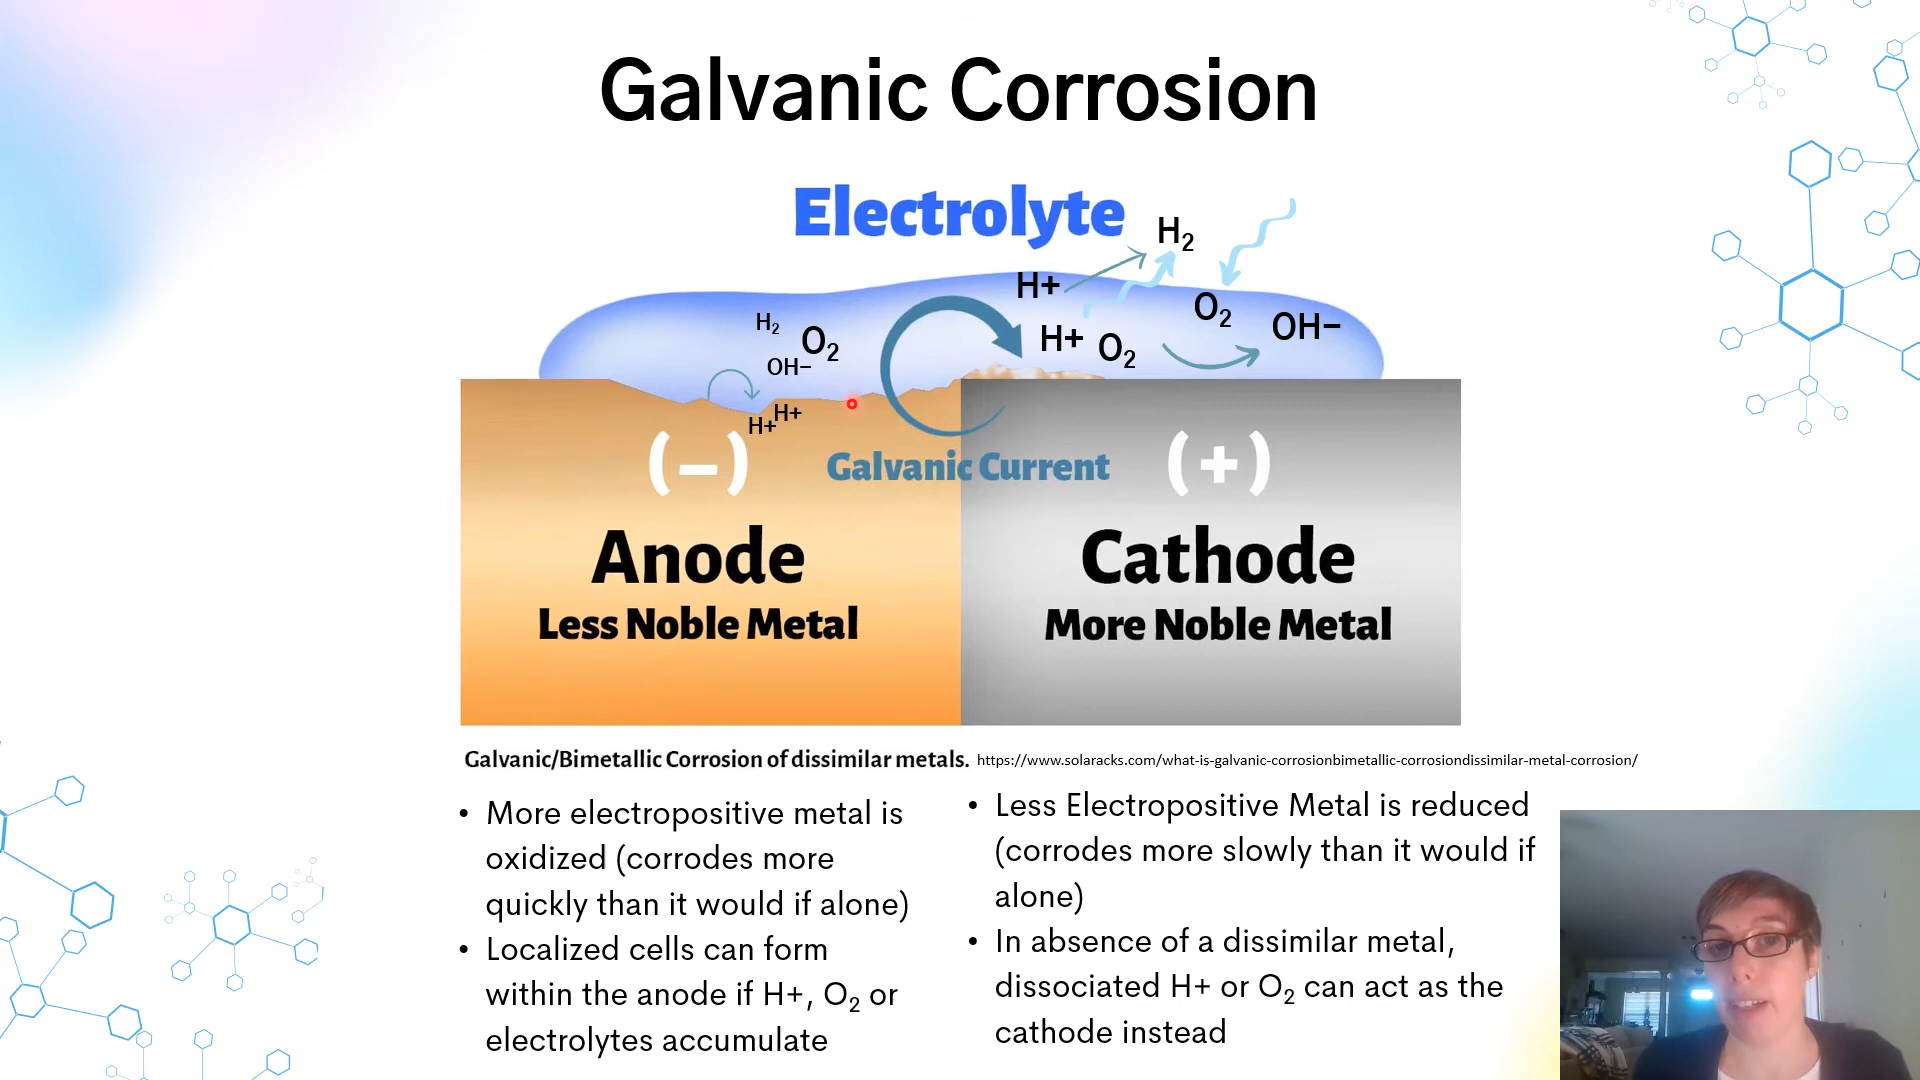 Galvanic Corrosion
Electrolyte
H2
H+
O2
OH−
H2
O2
H+
O2
OH−
H+
H+
(−)
(+)
Galvanic Current
Anode
Cathode
Less Noble Metal
More Noble Metal
Galvanic/Bimetallic Corrosion of dissimilar metals. https://www.solaracks.com/what-is-galvanic-corrosionbimetallic-corrosiondissimilar-metal-corrosion/
• More electropositive metal is
oxidized (corrodes more
quickly than it would if alone)
• Localized cells can form
within the anode if H+, O2 or
electrolytes accumulate
• Less Electropositive Metal is reduced
(corrodes more slowly than it would if
alone)
• In absence of a dissimilar metal,
dissociated H+ or O2 can act as the
cathode instead